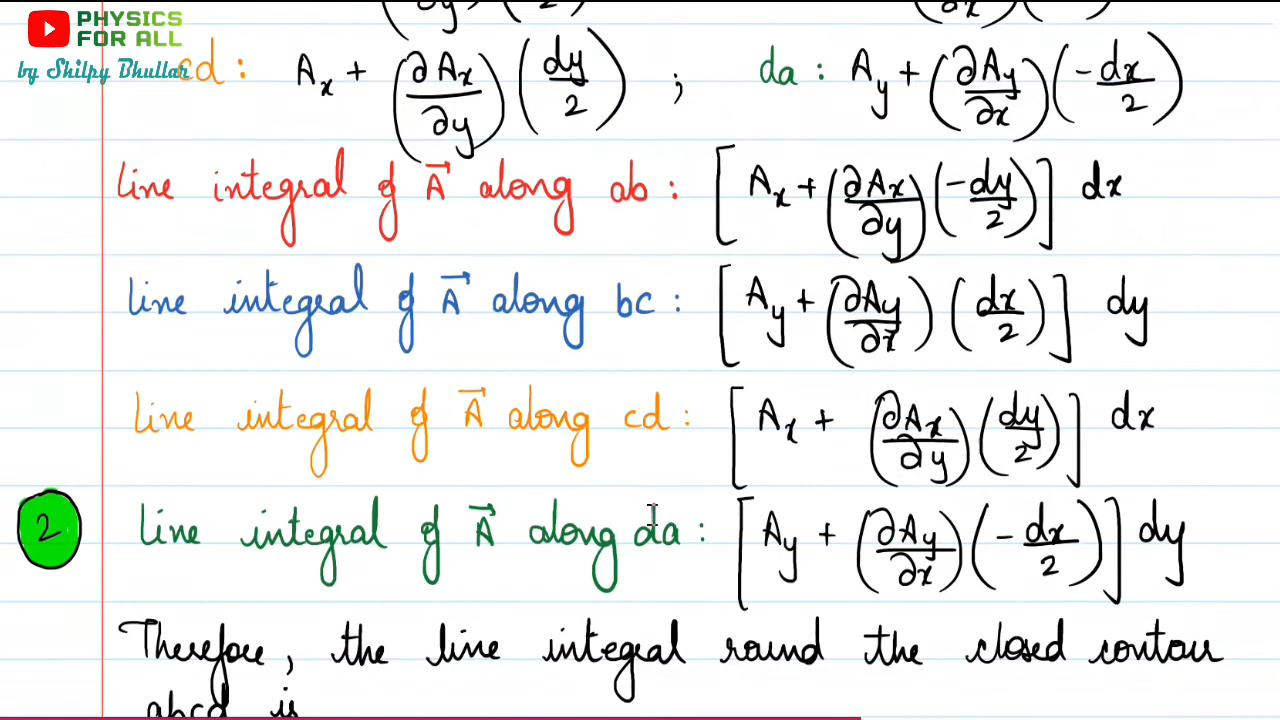 PHYSICS
FOR ALL
by Shilpy Bhullar
cd : Ax + (∂Ax/∂y) (dy/2) ; da : Ay + (∂Ay/∂x) (-dx/2)
line integral of A⃗ along ab : [Ax + (∂Ax/∂y) (-dy/2)] dx
line integral of A⃗ along bc : [Ay + (∂Ay/∂x) (dx/2)] dy
line integral of A⃗ along cd : [Ax + (∂Ax/∂y) (dy/2)] dx
2 line integral of A⃗ along da : [Ay + (∂Ay/∂x) (-dx/2)] dy
Therefore, the line integral round the closed contour
abcd is